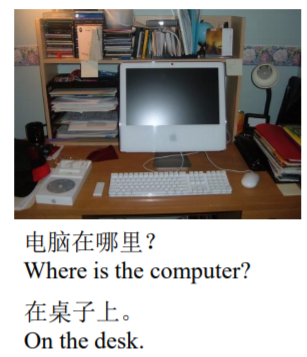 电脑在哪里？
Where is the computer?
在桌子上。
On the desk.